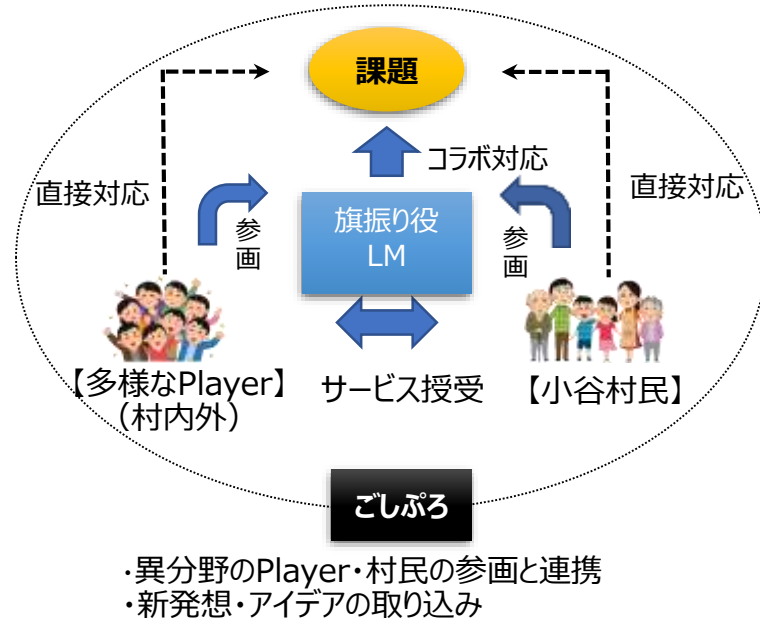 課題
コラボ対応
直接対応
直接対応
参画
旗振り役
LM
参画
【多様なPlayer】
（村内外）
サービス授受
【小谷村民】
ごしぷろ
・異分野のPlayer・村民の参画と連携
・新発想・アイデアの取り込み